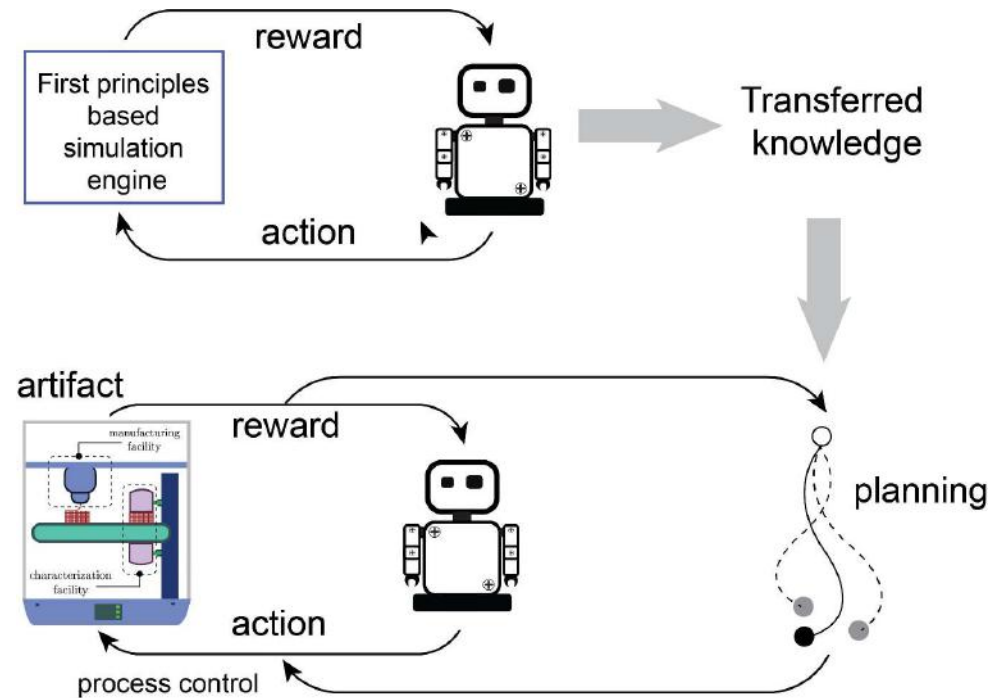 reward
First principles
based
simulation
engine
Transferred
knowledge
action
artifact
manufacturing
facility
reward
planning
characterization
facility
action
process control